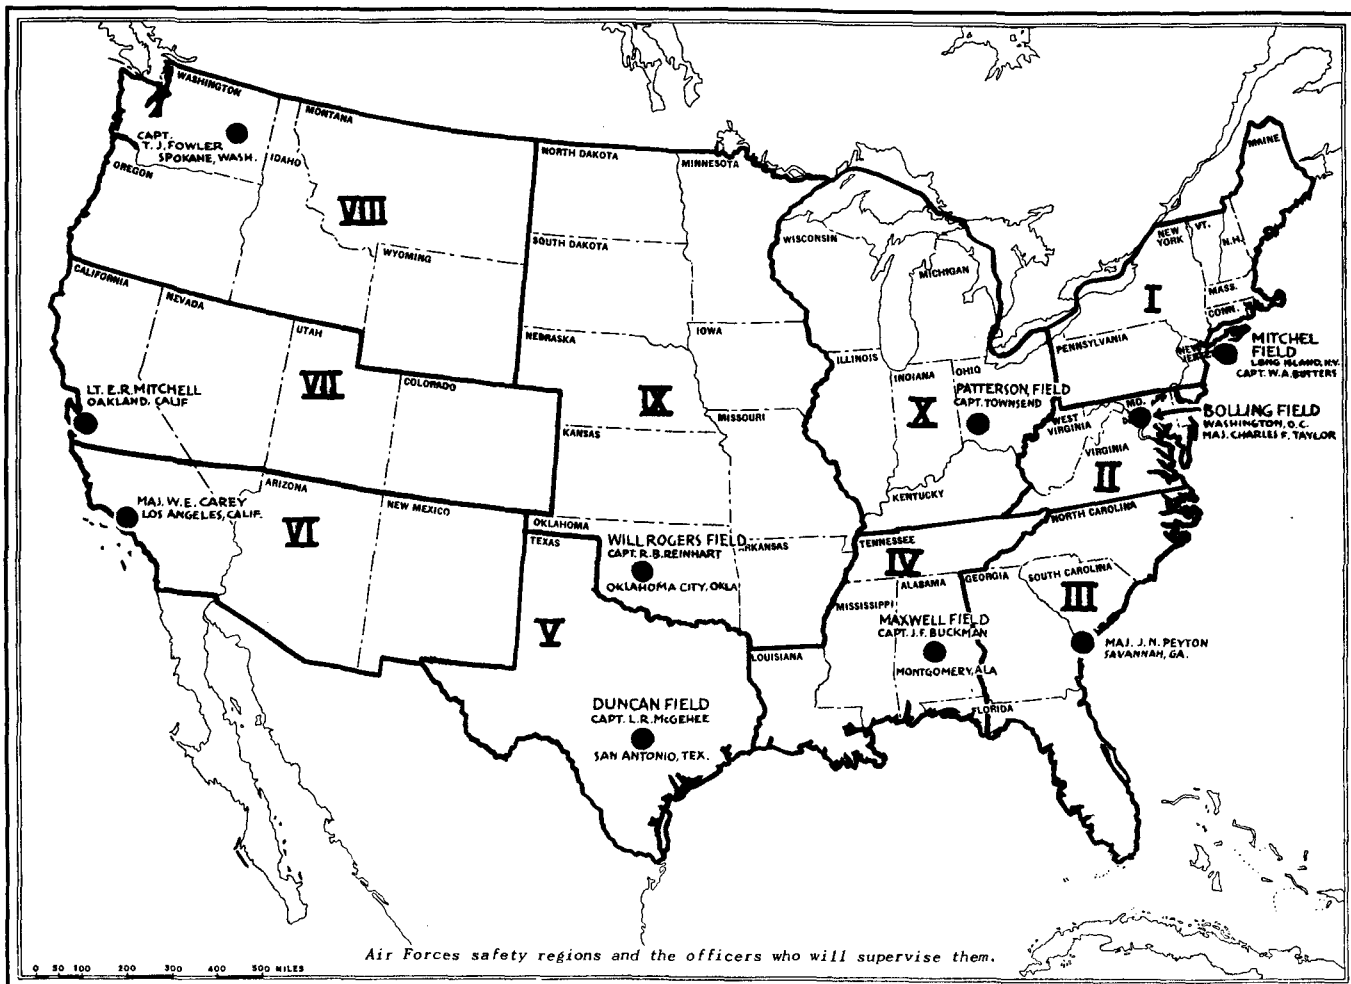 WASHINGTON
CAPT.
T. J. FOWLER
SPOKANE, WASH.
OREGON
IDAHO
MONTANA
VIII
WYOMING
NORTH DAKOTA
MINNESOTA
SOUTH DAKOTA
NEBRASKA
IOWA
IX
KANSAS
MISSOURI
WISCONSIN
MICHIGAN
ILLINOIS
INDIANA
OHIO
PATTERSON FIELD
CAPT. TOWNSEND
X
KENTUCKY
MAINE
NEW
YORK
VT.
N.H.
MASS.
CONN.
I
PENNSYLVANIA
NEW
JERSEY
MITCHEL
FIELD
LONG ISLAND, N.Y.
CAPT. W. A. BUTTERS
MD.
WEST
VIRGINIA
VIRGINIA
BOLLING FIELD
WASHINGTON, D.C.
MAJ. CHARLES F. TAYLOR
II
CALIFORNIA
NEVADA
UTAH
VII
COLORADO
LT. E. R. MITCHELL
OAKLAND, CALIF
MAJ. W. E. CAREY
LOS ANGELES, CALIF.
ARIZONA
VI
NEW MEXICO
OKLAHOMA
TEXAS
WILL ROGERS FIELD
CAPT. R. B. REINHART
OKLAHOMA CITY, OKLA
ARKANSAS
V
LOUISIANA
DUNCAN FIELD
CAPT. L. R. McGEHEE
SAN ANTONIO, TEX.
TENNESSEE
IV
MISSISSIPPI
ALABAMA
MAXWELL FIELD
CAPT. J. F. BUCKMAN
MONTGOMERY, ALA
NORTH CAROLINA
GEORGIA
SOUTH CAROLINA
III
MAJ. J. N. PEYTON
SAVANNAH, GA.
FLORIDA
Air Forces safety regions and the officers who will supervise them.
0 50 100 200 300 400 500 MILES